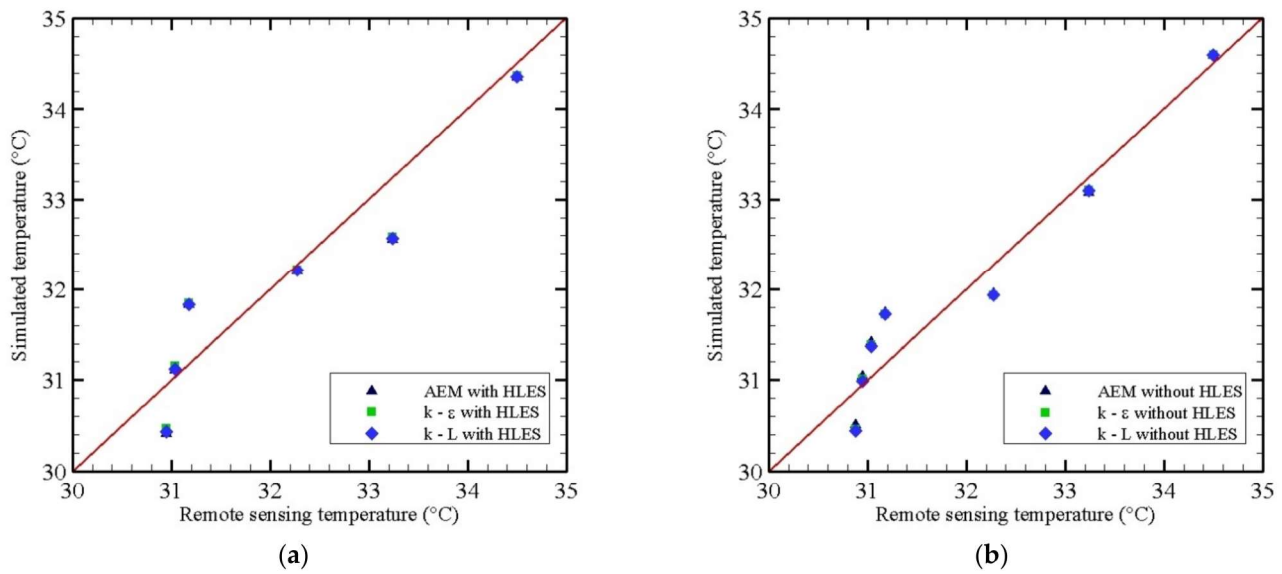 35
34
33
32
31
30
Simulated temperature (°C)
AEM with HLES
k - ε with HLES
k - L with HLES
30 31 32 33 34 35
Remote sensing temperature (°C)
(a)
35
34
33
32
31
30
Simulated temperature (°C)
AEM without HLES
k - ε without HLES
k - L without HLES
30 31 32 33 34 35
Remote sensing temperature (°C)
(b)